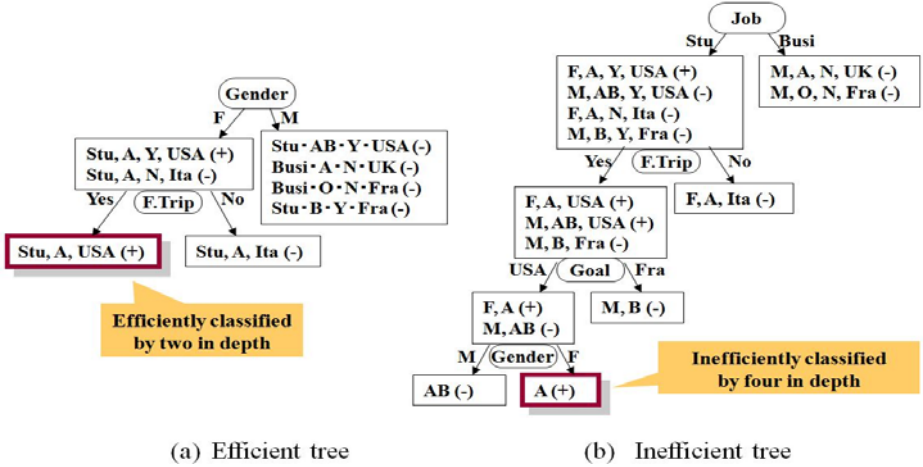 Gender
F
M
Stu, A, Y, USA (+)
Stu, A, N, Ita (-)
Stu・AB・Y・USA (-)
Busi・A・N・UK (-)
Busi・O・N・Fra (-)
Stu・B・Y・Fra (-)
Yes
F.Trip
No
Stu, A, USA (+)
Stu, A, Ita (-)
Efficiently classified
by two in depth
(a) Efficient tree
Job
Stu
Busi
F, A, Y, USA (+)
M, AB, Y, USA (-)
F, A, N, Ita (-)
M, B, Y, Fra (-)
M, A, N, UK (-)
M, O, N, Fra (-)
Yes
F.Trip
No
F, A, USA (+)
M, AB, USA (+)
M, B, Fra (-)
F, A, Ita (-)
USA
Goal
Fra
F, A (+)
M, AB (-)
M, B (-)
M
Gender
F
AB (-)
A (+)
Inefficiently classified
by four in depth
(b) Inefficient tree